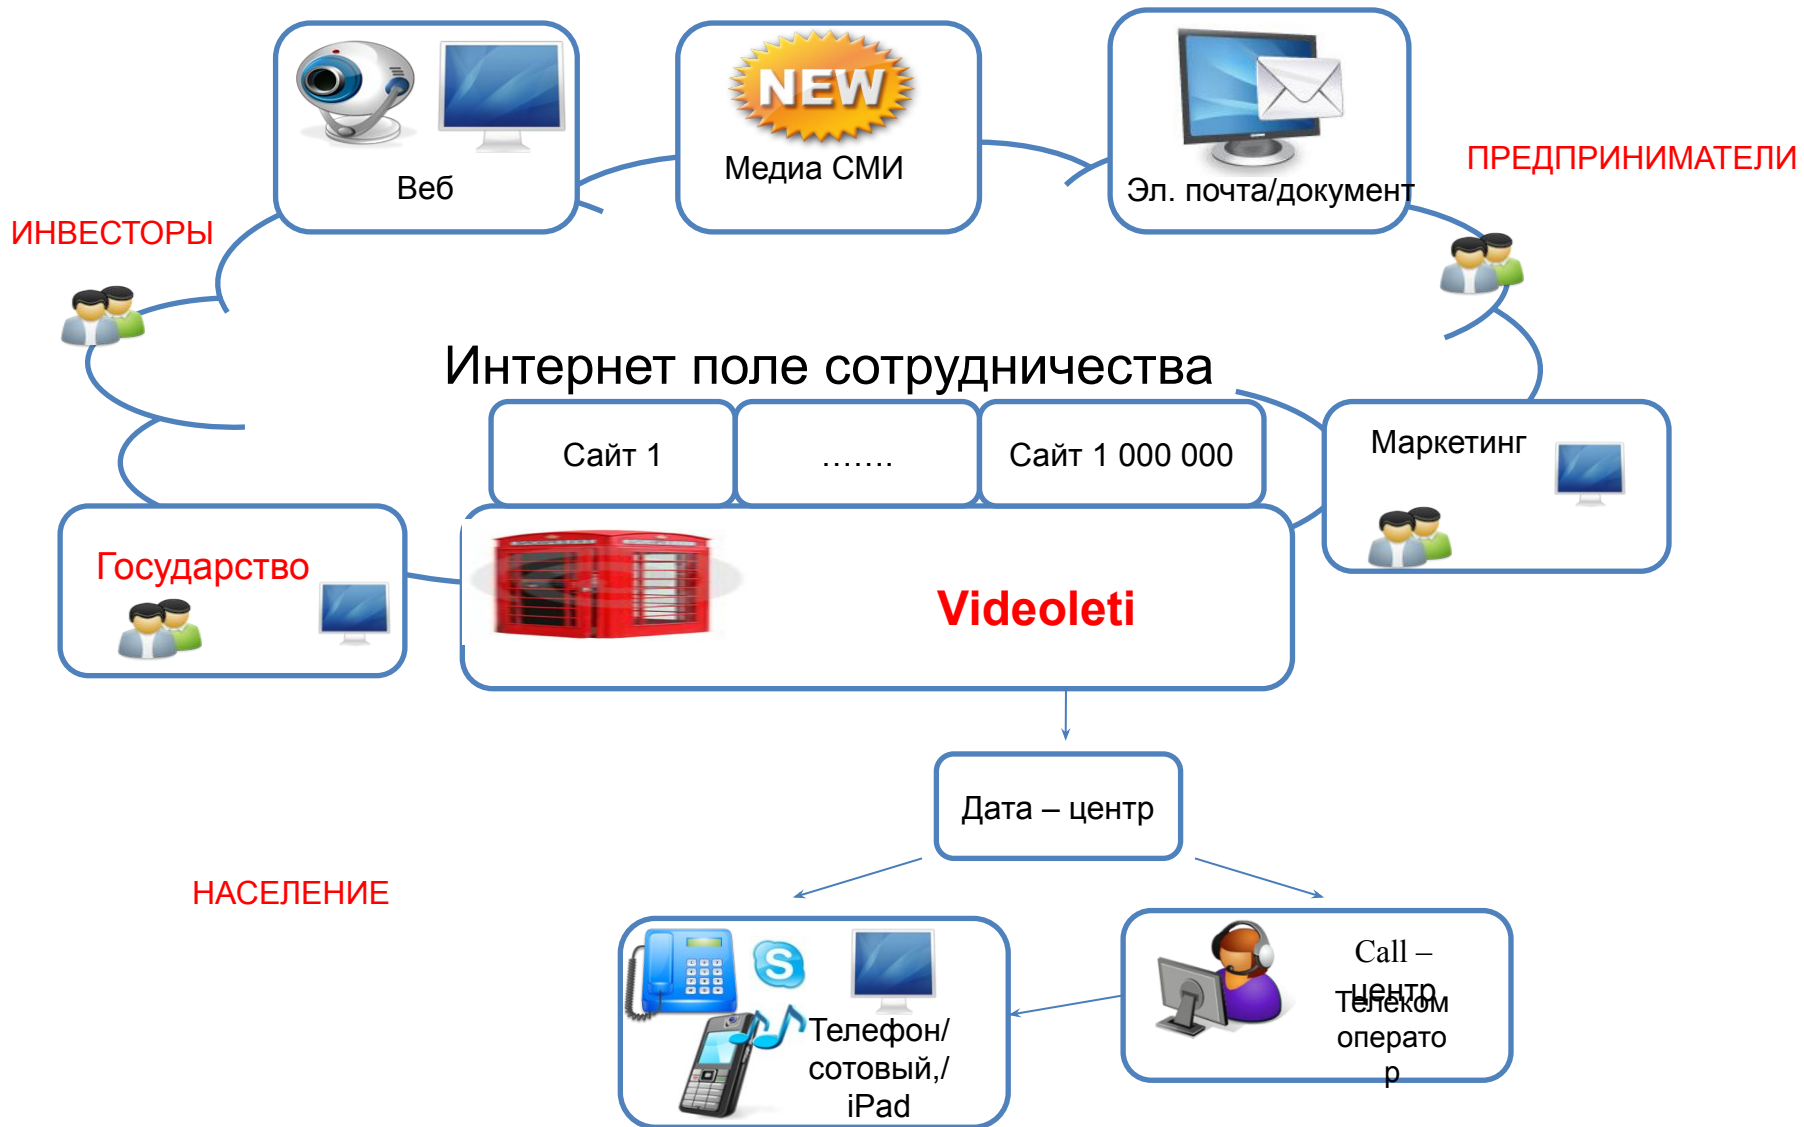 NEW
Веб
Медиа СМИ
Эл. почта/документ
ПРЕДПРИНИМАТЕЛИ
ИНВЕСТОРЫ
Интернет поле сотрудничества
Сайт 1
.......
Сайт 1 000 000
Маркетинг
Государство
Videoleti
Дата – центр
НАСЕЛЕНИЕ
S
Телефон/
сотовый,/
iPad
Call –
центр
Телеком
операто
р